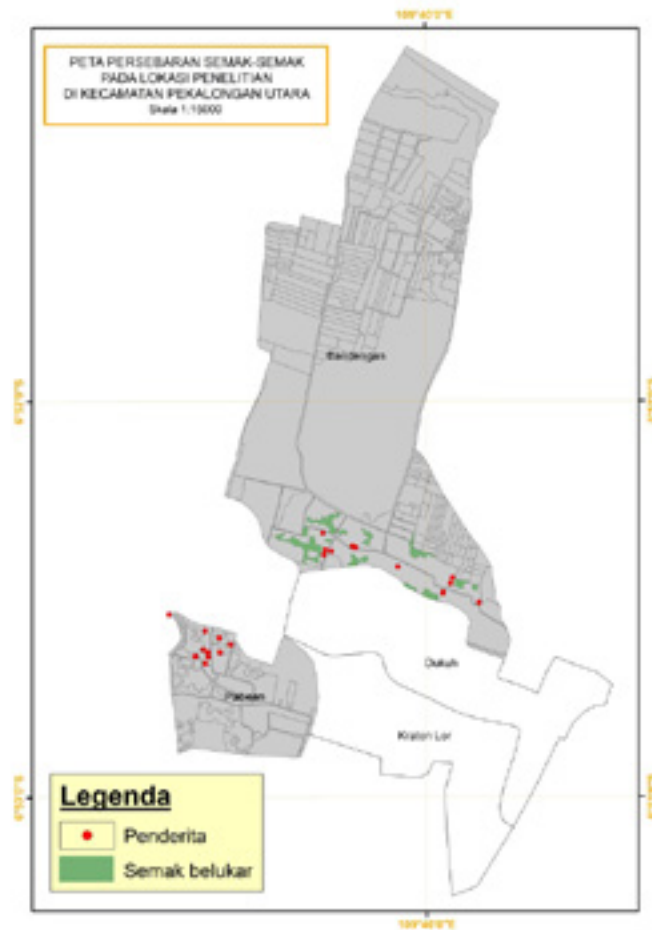 PETA PERSEBARAN SEMAK-SEMAK
PADA LOKASI PENELITIAN
DI KECAMATAN PEKALONGAN UTARA
Bandengan
Dukuh
Pabean
Kraton Lor
Legenda
Penderita
Semak belukar